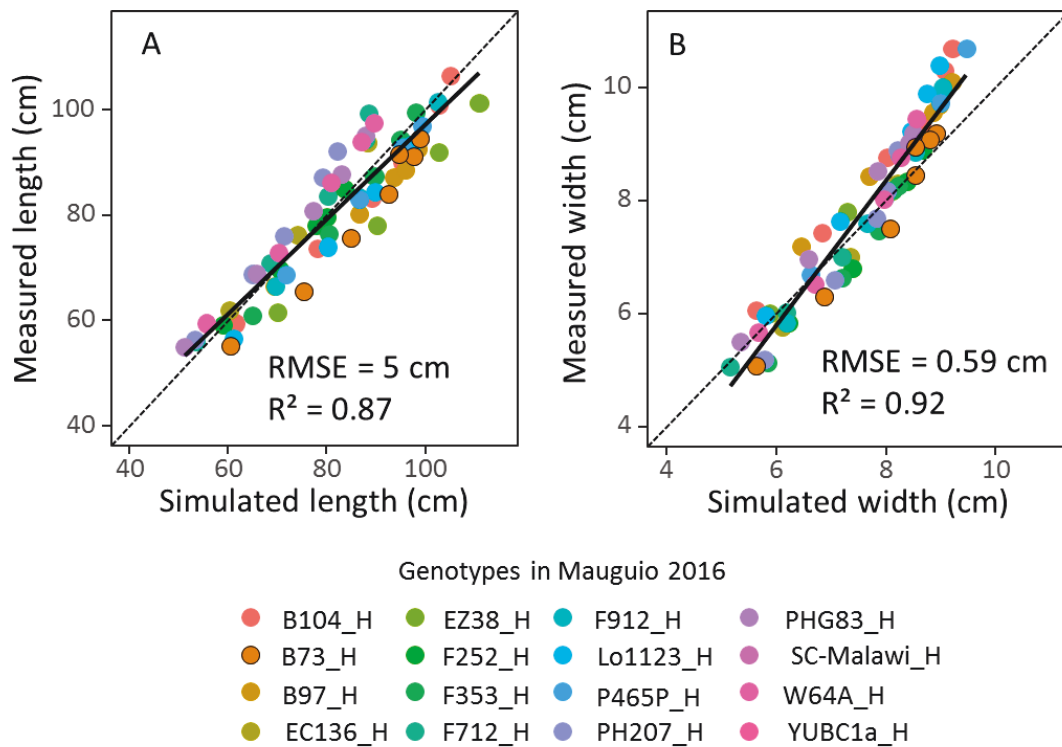 A
Measured length (cm)
100
80
60
40
RMSE = 5 cm
R² = 0.87
40 60 80 100
Simulated length (cm)
B
Measured width (cm)
10
8
6
4
RMSE = 0.59 cm
R² = 0.92
4 6 8 10
Simulated width (cm)
Genotypes in Mauguio 2016
B104_H EZ38_H F912_H PHG83_H
B73_H F252_H Lo1123_H SC-Malawi_H
B97_H F353_H P465P_H W64A_H
EC136_H F712_H PH207_H YUBC1a_H